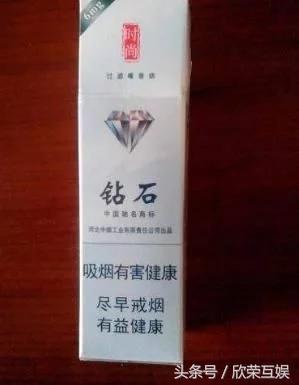 6mg
时尚
过滤嘴香烟
钻石
中国驰名商标
河北中烟工业有限责任公司出品
吸烟有害健康
尽早戒烟
有益健康
头条号 / 欣荣互娱